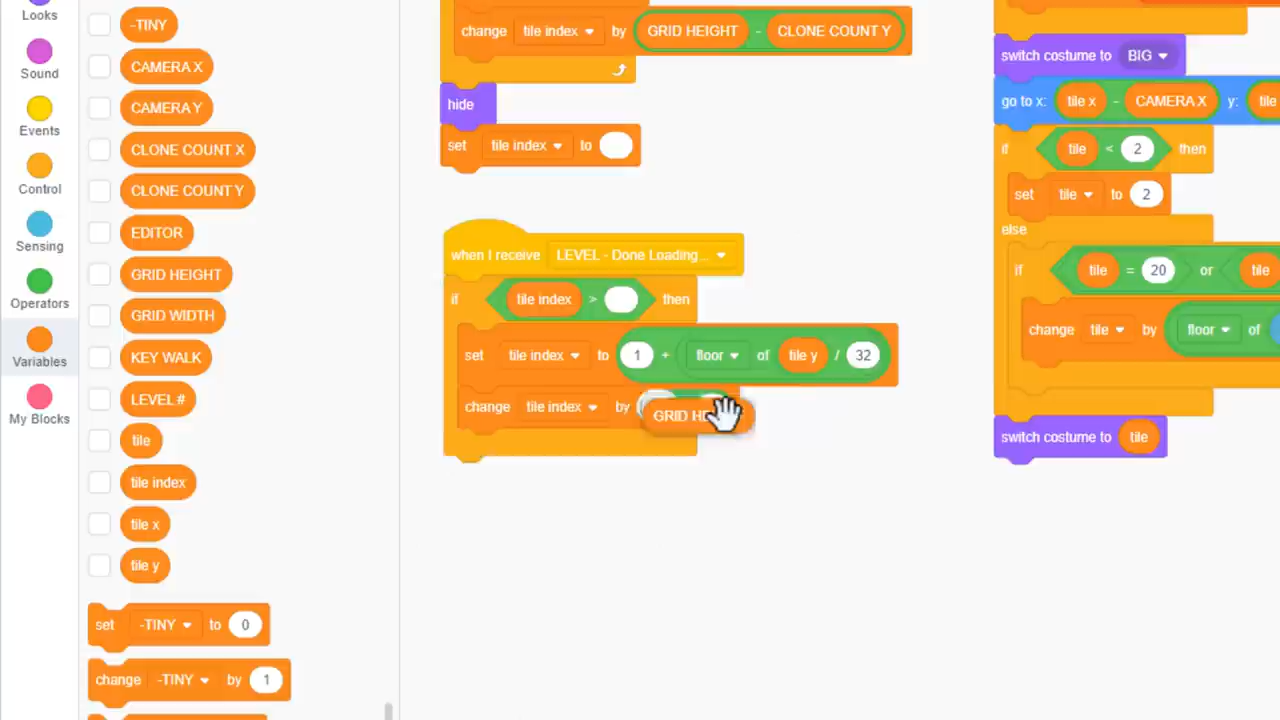 Looks
Sound
Events
Control
Sensing
Operators
Variables
My Blocks
-TINY
CAMERA X
CAMERA Y
CLONE COUNT X
CLONE COUNT Y
EDITOR
GRID HEIGHT
GRID WIDTH
KEY WALK
LEVEL #
tile
tile index
tile x
tile y
set -TINY to 0
change -TINY by 1
change tile index by GRID HEIGHT - CLONE COUNT Y
hide
set tile index to
when I receive LEVEL - Done Loading...
if tile index > then
set tile index to 1 + floor of tile y / 32
change tile index by
GRID
switch costume to BIG
go to x: tile x - CAMERA X y: tile
if tile < 2 then
set tile to 2
else
if tile = 20 or tile
change tile by floor of
switch costume to tile